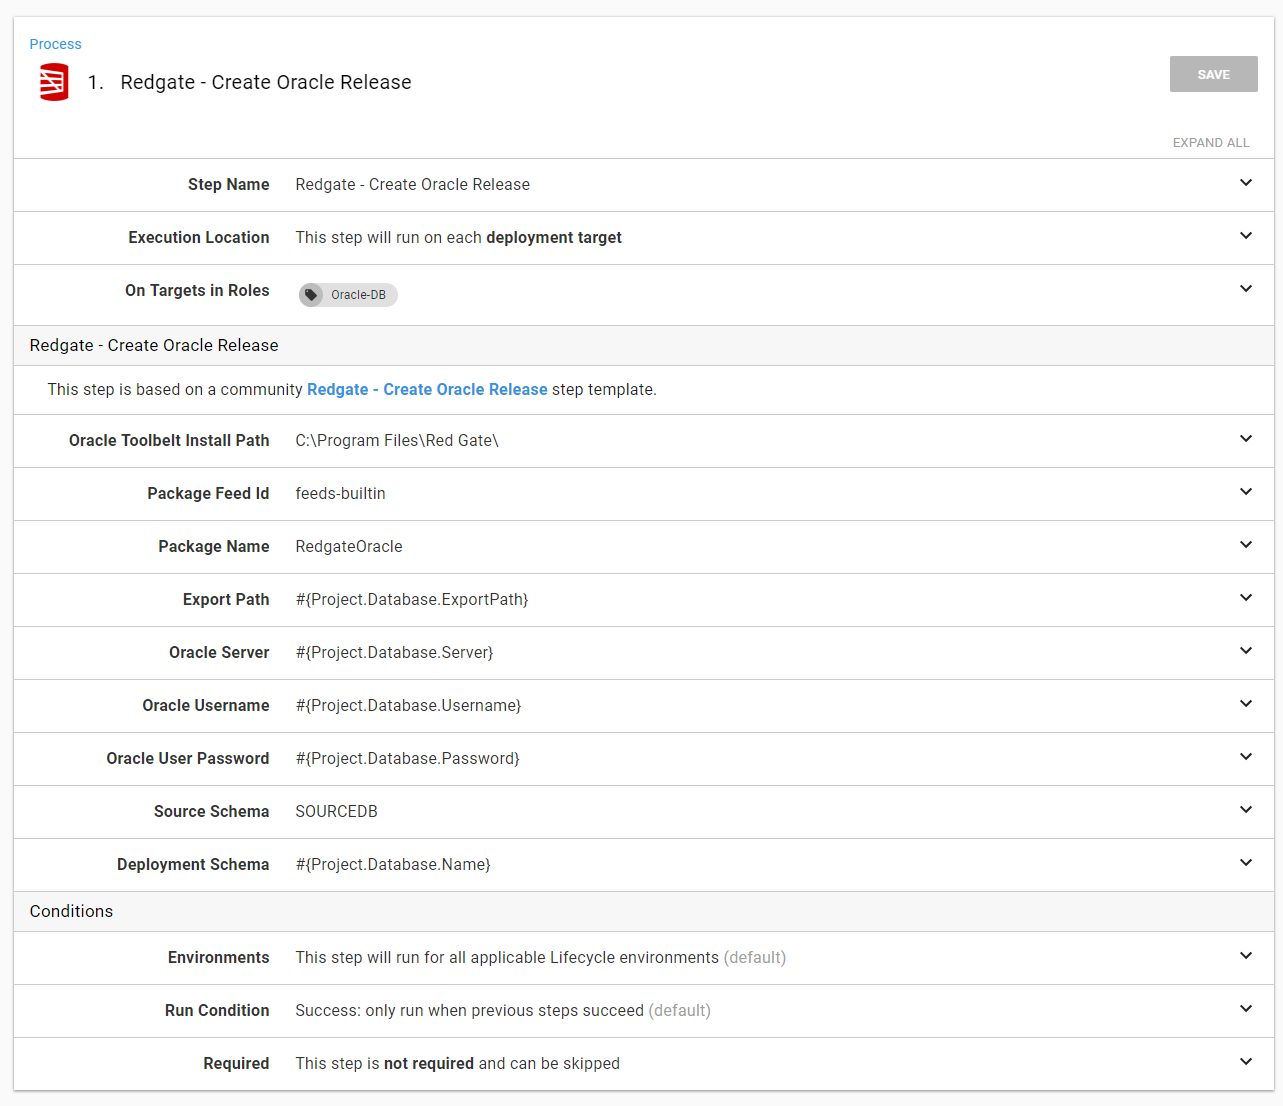 Process
1. Redgate - Create Oracle Release
SAVE
EXPAND ALL
Step Name Redgate - Create Oracle Release
Execution Location This step will run on each deployment target
On Targets in Roles Oracle-DB
Redgate - Create Oracle Release
This step is based on a community Redgate - Create Oracle Release step template.
Oracle Toolbelt Install Path C:\Program Files\Red Gate\
Package Feed Id feeds-builtin
Package Name RedgateOracle
Export Path #{Project.Database.ExportPath}
Oracle Server #{Project.Database.Server}
Oracle Username #{Project.Database.Username}
Oracle User Password #{Project.Database.Password}
Source Schema SOURCEDB
Deployment Schema #{Project.Database.Name}
Conditions
Environments This step will run for all applicable Lifecycle environments (default)
Run Condition Success: only run when previous steps succeed (default)
Required This step is not required and can be skipped